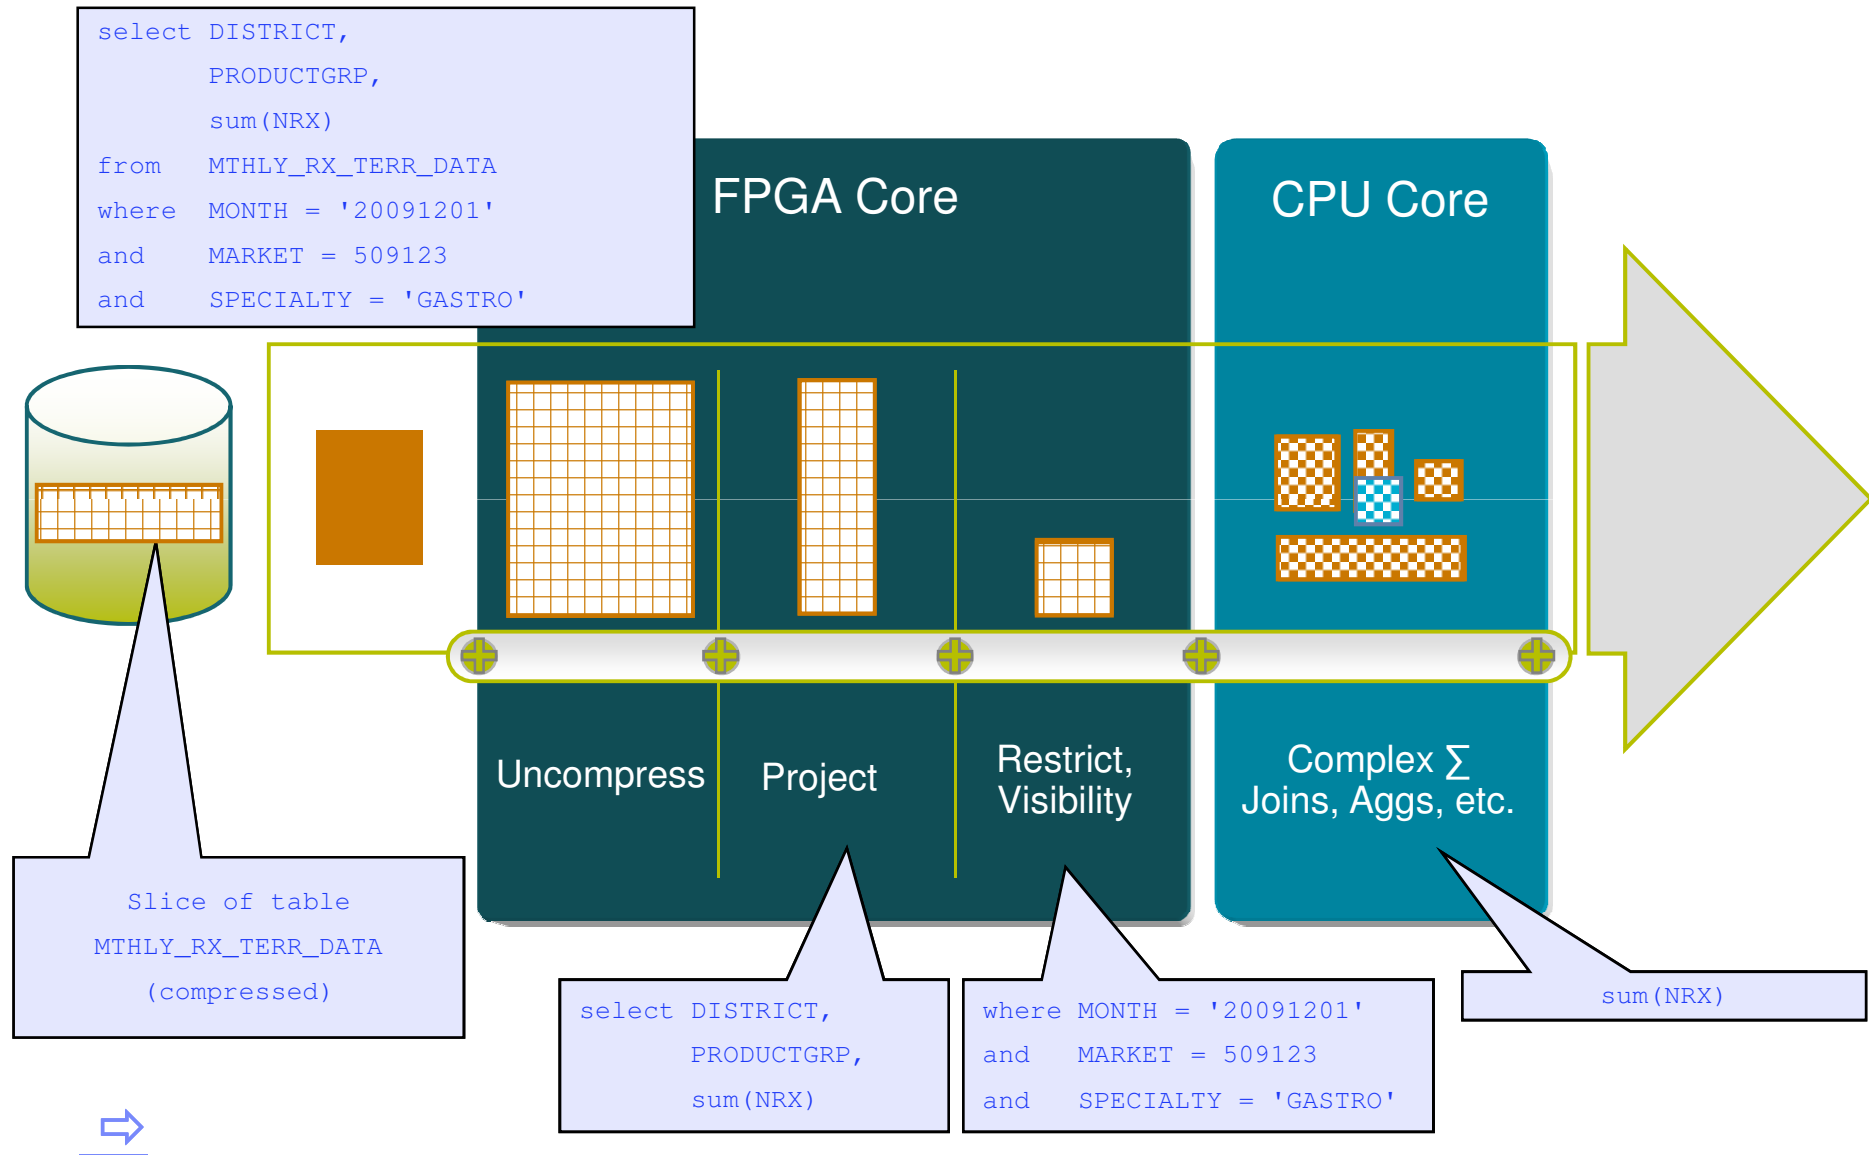 select DISTRICT,
PRODUCTGRP,
sum(NRX)
from MTHLY_RX_TERR_DATA
where MONTH = '20091201'
and MARKET = 509123
and SPECIALTY = 'GASTRO'
FPGA Core
CPU Core
Uncompress
Project
Restrict,
Visibility
Complex ∑
Joins, Aggs, etc.
Slice of table
MTHLY_RX_TERR_DATA
(compressed)
select DISTRICT,
PRODUCTGRP,
sum(NRX)
where MONTH = '20091201'
and MARKET = 509123
and SPECIALTY = 'GASTRO'
sum(NRX)